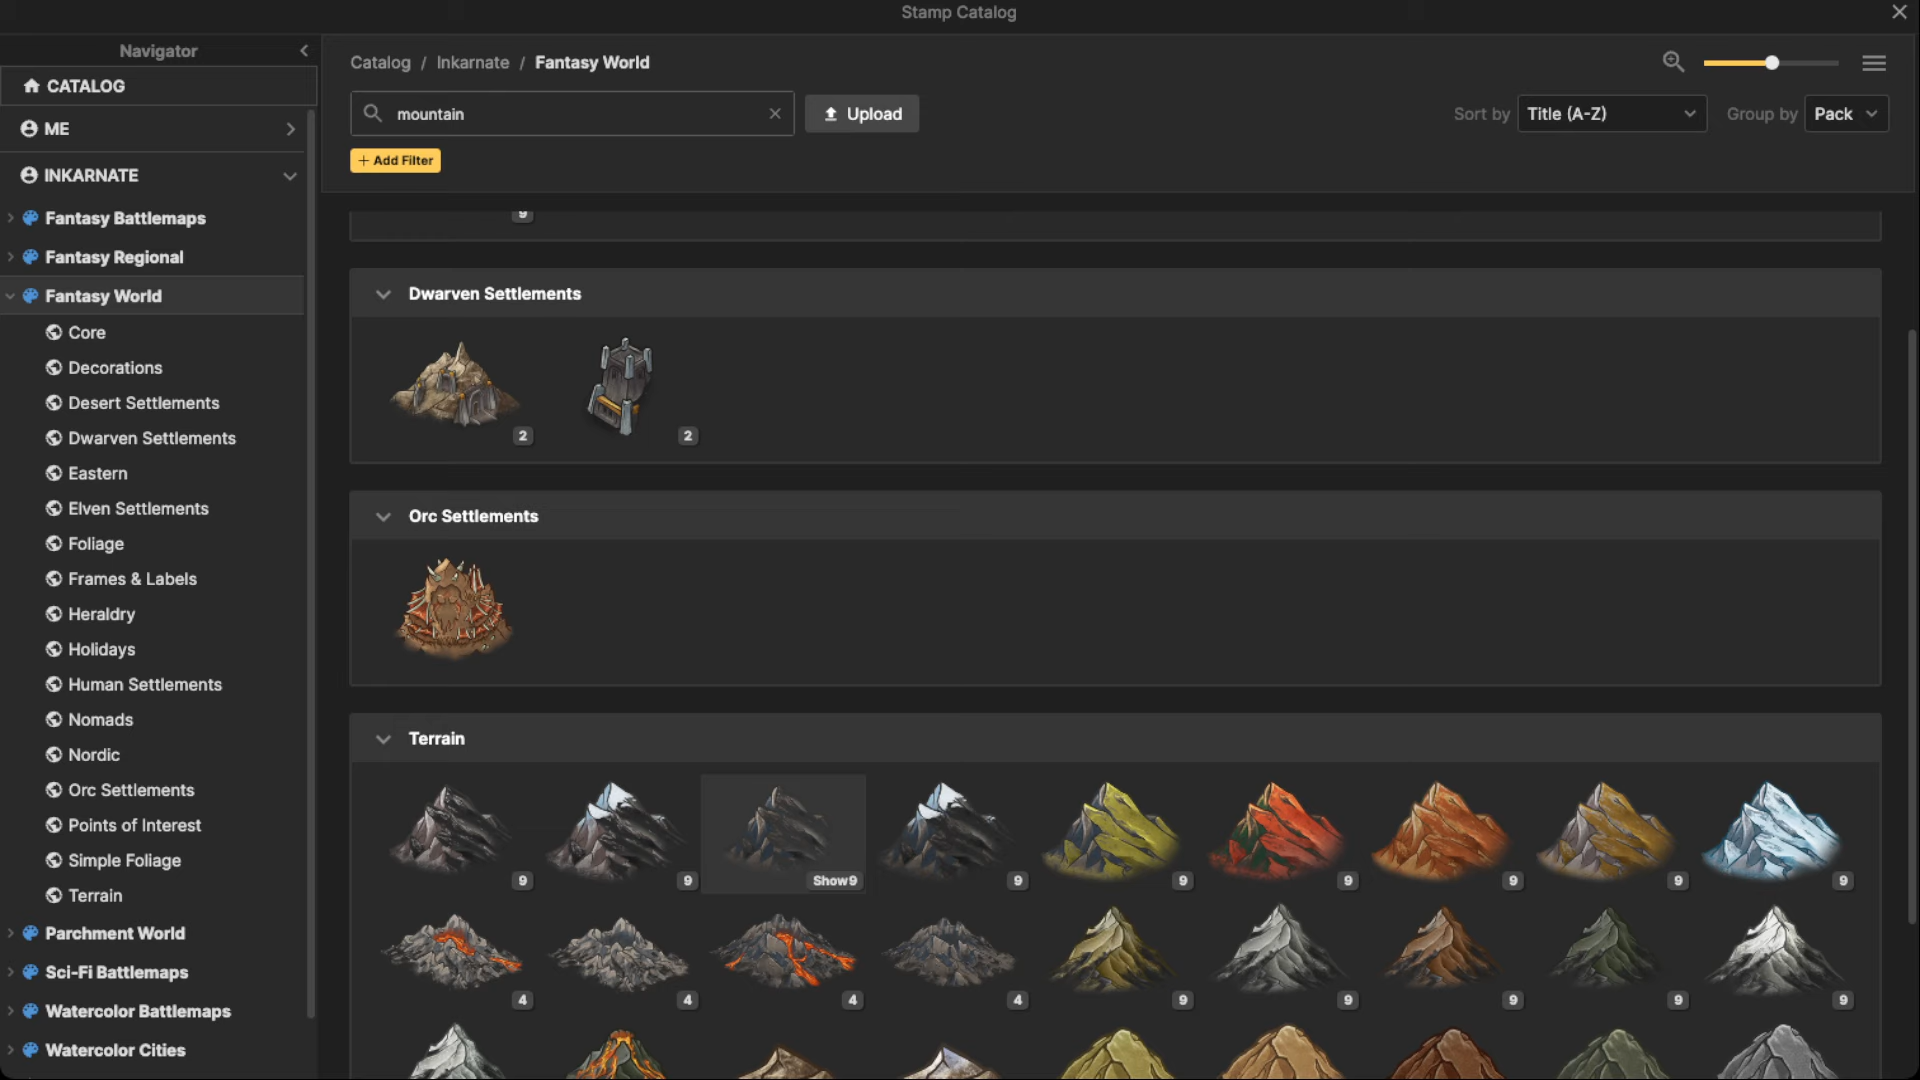 Stamp Catalog
Navigator
CATALOG
ME
INKARNATE
Fantasy Battlemaps
Fantasy Regional
Fantasy World
Core
Decorations
Desert Settlements
Dwarven Settlements
Eastern
Elven Settlements
Foliage
Frames & Labels
Heraldry
Holidays
Human Settlements
Nomads
Nordic
Orc Settlements
Points of Interest
Simple Foliage
Terrain
Parchment World
Sci-Fi Battlemaps
Watercolor Battlemaps
Watercolor Cities
Catalog / Inkarnate / Fantasy World
mountain
Upload
Sort by Title (A-Z) Group by Pack
+ Add Filter
9
Dwarven Settlements
2 2
Orc Settlements
Terrain
9 9 Show9 9 9 9 9 9 9
4 4 4 4 9 9 9 9 9